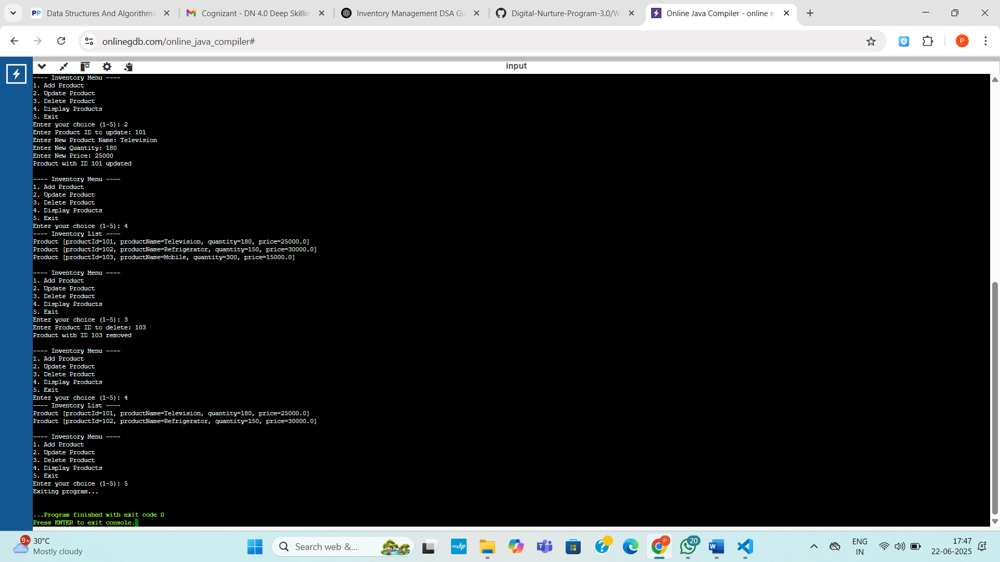 Data Structures And Algorithms
Cognizant - DN 4.0 Deep Skillin
Inventory Management DSA Gu
Digital-Nurture-Program-3.0/W
Online Java Compiler - online e
onlinegdb.com/online_java_compiler#
P
input
---- Inventory Menu ----
1. Add Product
2. Update Product
3. Delete Product
4. Display Products
5. Exit
Enter your choice (1-5): 2
Enter Product ID to update: 101
Enter New Product Name: Television
Enter New Quantity: 180
Enter New Price: 25000
Product with ID 101 updated
---- Inventory Menu ----
1. Add Product
2. Update Product
3. Delete Product
4. Display Products
5. Exit
Enter your choice (1-5): 4
---- Inventory List ----
Product [productId=101, productName=Television, quantity=180, price=25000.0]
Product [productId=102, productName=Refrigerator, quantity=150, price=30000.0]
Product [productId=103, productName=Mobile, quantity=300, price=15000.0]
---- Inventory Menu ----
1. Add Product
2. Update Product
3. Delete Product
4. Display Products
5. Exit
Enter your choice (1-5): 3
Enter Product ID to delete: 103
Product with ID 103 removed
---- Inventory Menu ----
1. Add Product
2. Update Product
3. Delete Product
4. Display Products
5. Exit
Enter your choice (1-5): 4
---- Inventory List ----
Product [productId=101, productName=Television, quantity=180, price=25000.0]
Product [productId=102, productName=Refrigerator, quantity=150, price=30000.0]
---- Inventory Menu ----
1. Add Product
2. Update Product
3. Delete Product
4. Display Products
5. Exit
Enter your choice (1-5): 5
Exiting program...
...Program finished with exit code 0
Press ENTER to exit console.
9+
30°C
Mostly cloudy
Search web &...
myhp
P
20
ENG
IN
17:47
22-06-2025